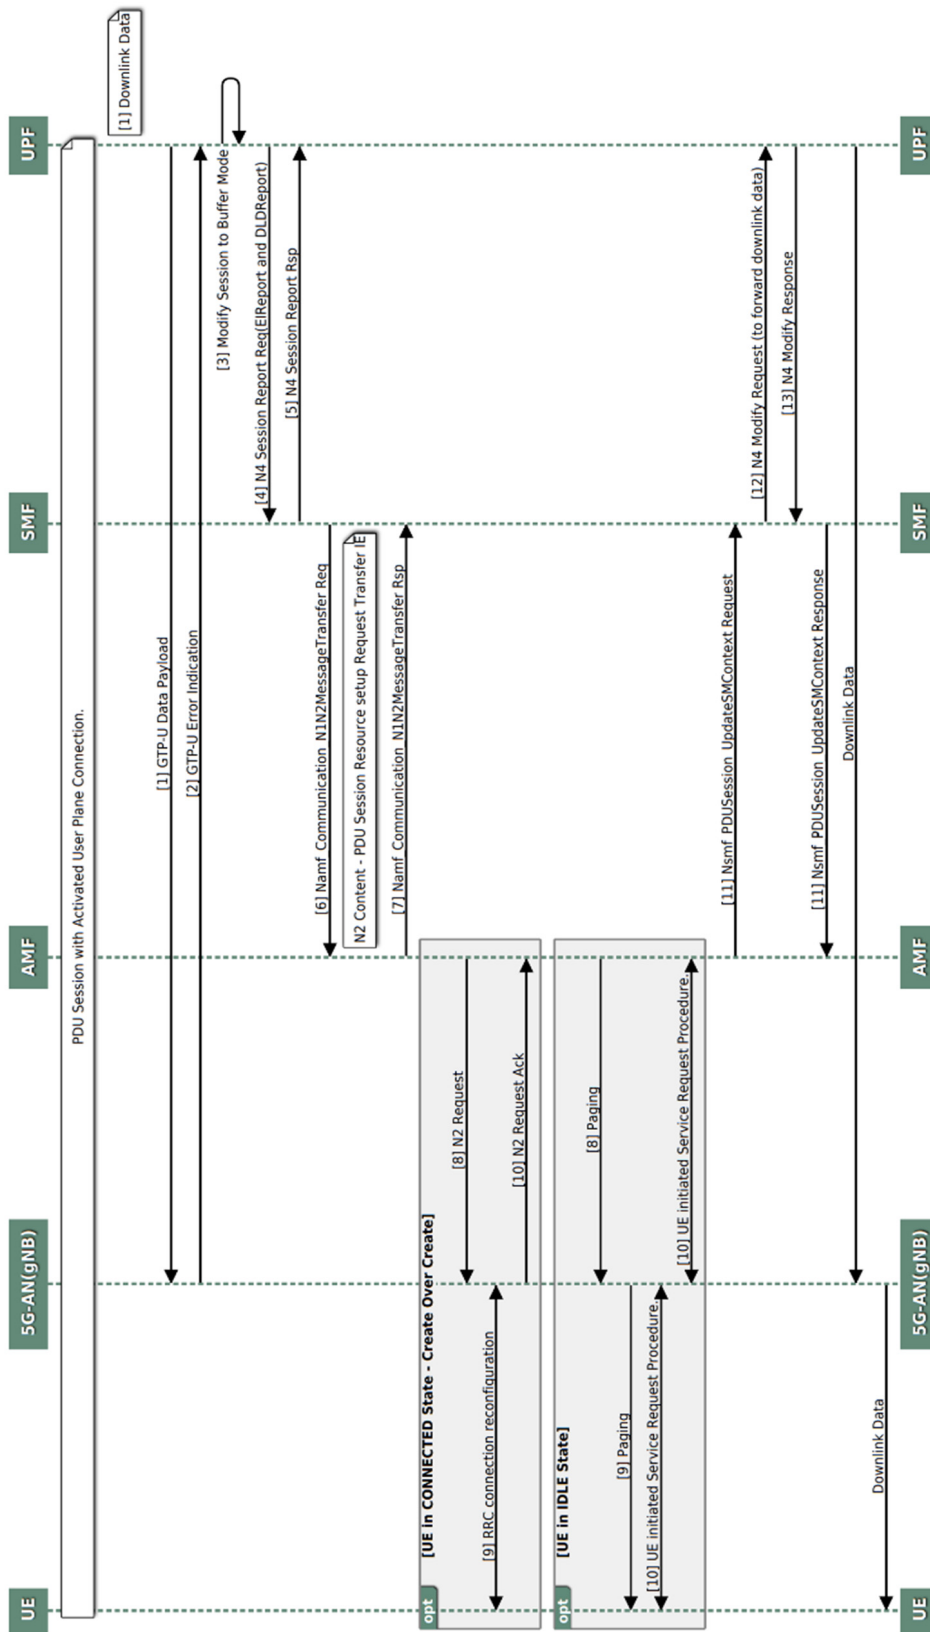 UE
5G-AN(gNB)
AMF
SMF
UPF
PDU Session with Activated User Plane Connection.
[1] Downlink Data
[1] GTP-U Data Payload
[2] GTP-U Error Indication
[3] Modify Session to Buffer Mode
[4] N4 Session Report Req(EIReport and DLDReport)
[5] N4 Session Report Rsp
[6] Namf_Communication_N1N2MessageTransfer Req
N2 Content - PDU Session Resource setup Request Transfer IE
[7] Namf_Communication_N1N2MessageTransfer Rsp
opt
[UE in CONNECTED State - Create Over Create]
[8] N2 Request
[9] RRC connection reconfiguration
[10] N2 Request Ack
opt
[UE in IDLE State]
[8] Paging
[9] Paging
[10] UE initiated Service Request Procedure.
[10] UE initiated Service Request Procedure.
[11] Nsmf_PDUSession_UpdateSMContext Request
[12] N4 Modify Request (to forward downlink data)
[13] N4 Modify Response
[11] Nsmf_PDUSession_UpdateSMContext Response
Downlink Data
Downlink Data
UE
5G-AN(gNB)
AMF
SMF
UPF